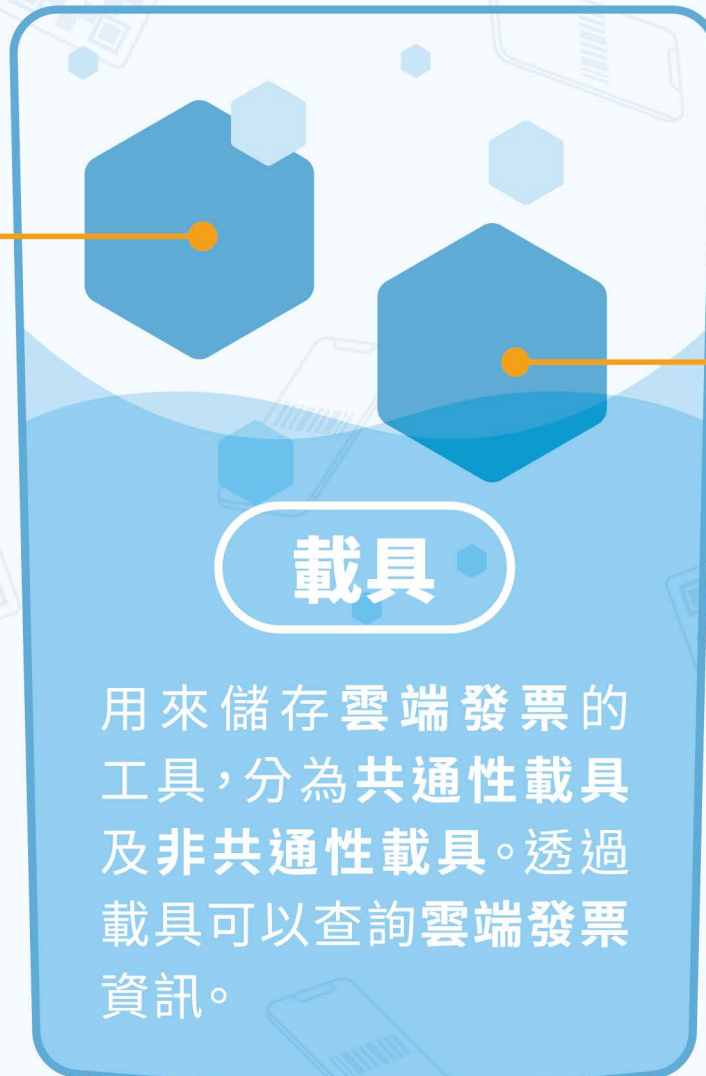 載具
用來儲存雲端發票的
工具，分為共通性載具
及非共通性載具。透過
載具可以查詢雲端發票
資訊。